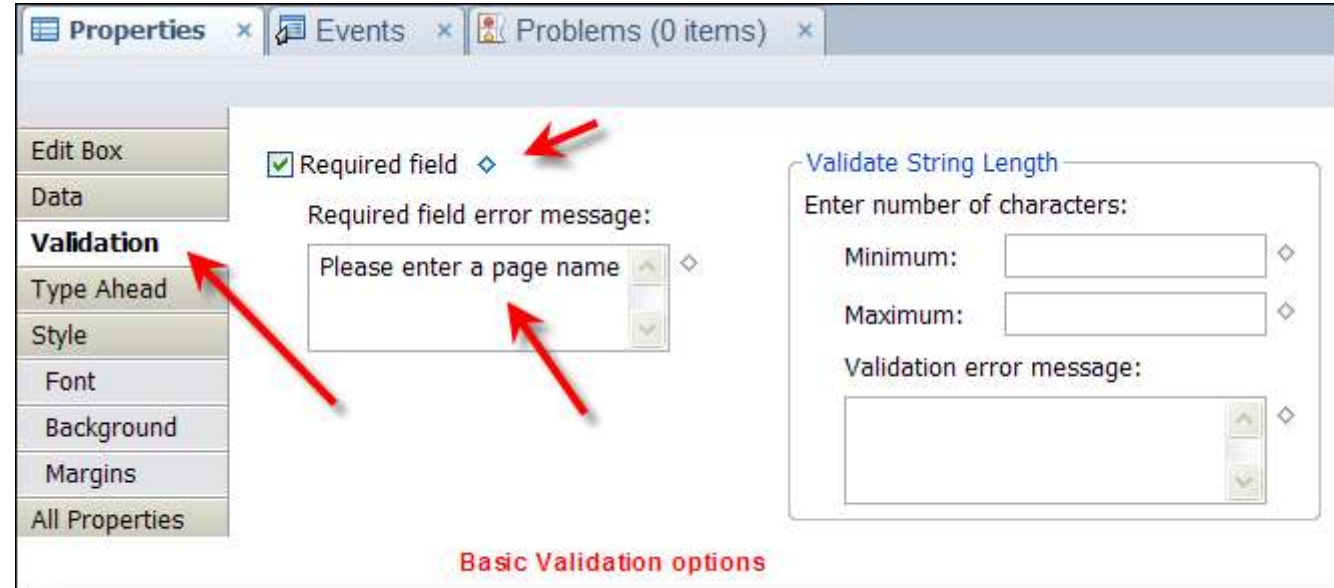 Properties Events Problems (0 items)
Edit Box
Data
Validation
Type Ahead
Style
Font
Background
Margins
All Properties
Required field
Required field error message:
Please enter a page name
Validate String Length
Enter number of characters:
Minimum:
Maximum:
Validation error message:
Basic Validation options